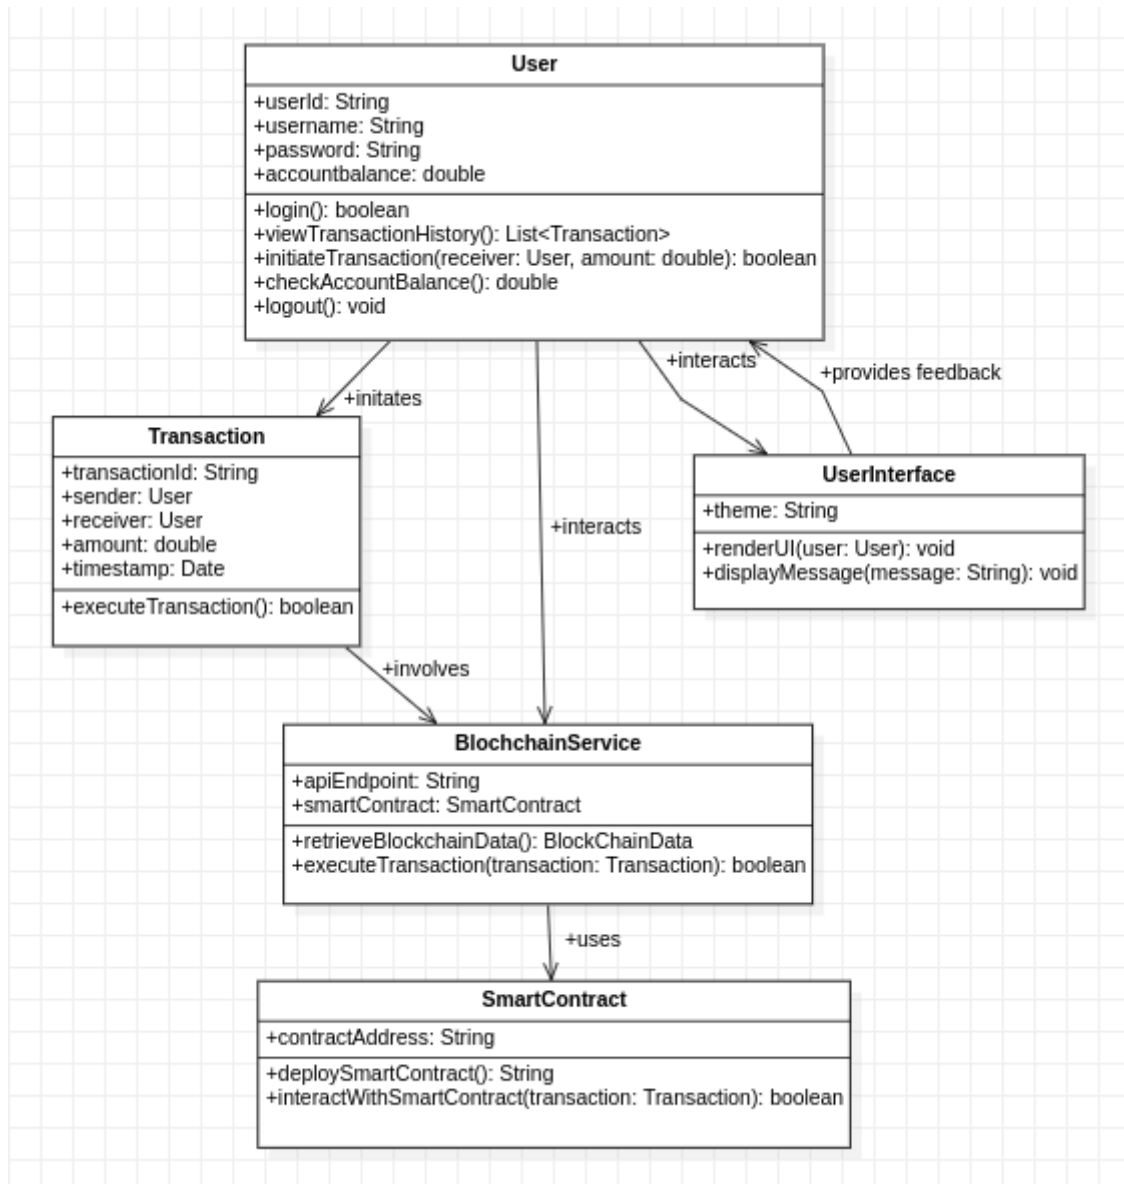 User
+userId: String
+username: String
+password: String
+accountbalance: double
+login(): boolean
+viewTransactionHistory(): List<Transaction>
+initiateTransaction(receiver: User, amount: double): boolean
+checkAccountBalance(): double
+logout(): void
+interacts
+provides feedback
+initates
Transaction
+transactionId: String
+sender: User
+receiver: User
+amount: double
+timestamp: Date
+executeTransaction(): boolean
UserInterface
+theme: String
+renderUI(user: User): void
+displayMessage(message: String): void
+interacts
+involves
BlochchainService
+apiEndpoint: String
+smartContract: SmartContract
+retrieveBlockchainData(): BlockChainData
+executeTransaction(transaction: Transaction): boolean
+uses
SmartContract
+contractAddress: String
+deploySmartContract(): String
+interactWithSmartContract(transaction: Transaction): boolean